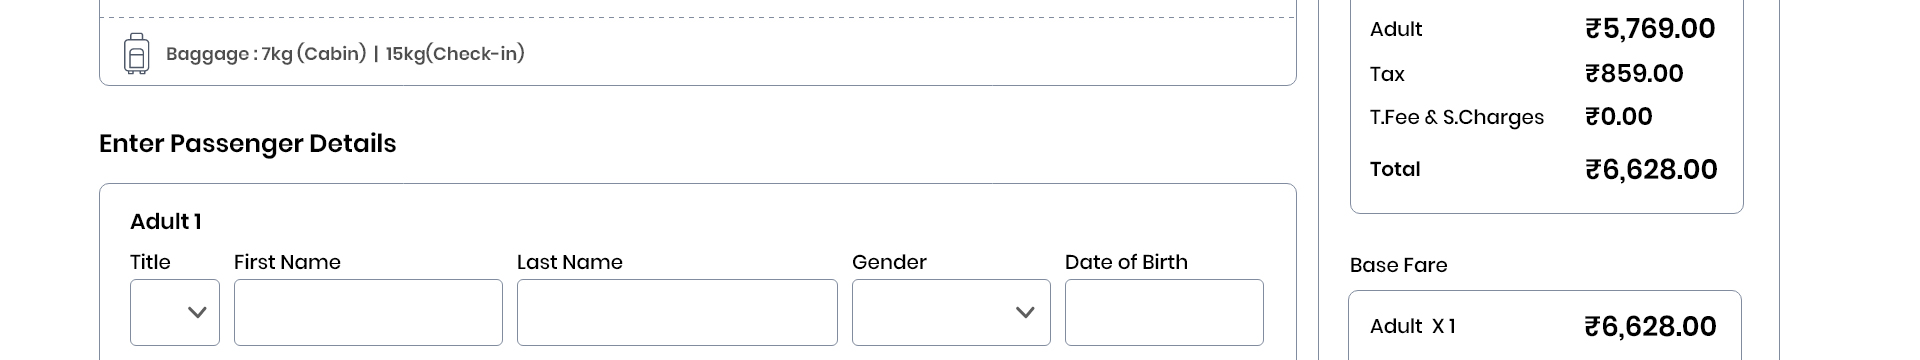 Baggage : 7kg (Cabin) | 15kg(Check-in)
Enter Passenger Details
Adult 1
Title First Name Last Name Gender Date of Birth
Adult ₹5,769.00
Tax ₹859.00
T.Fee & S.Charges ₹0.00
Total ₹6,628.00
Base Fare
Adult X 1 ₹6,628.00